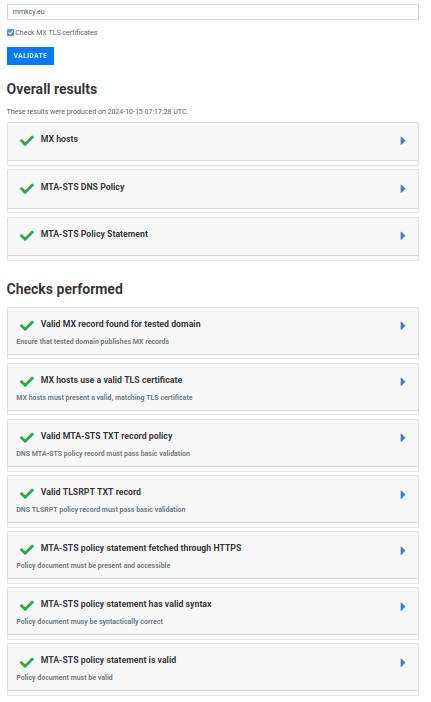 mmkcy.eu
Check MX TLS certificates
VALIDATE
Overall results
These results were produced on 2024-10-15 07:17:28 UTC.
MX hosts
MTA-STS DNS Policy
MTA-STS Policy Statement
Checks performed
Valid MX record found for tested domain
Ensure that tested domain publishes MX records
MX hosts use a valid TLS certificate
MX hosts must present a valid, matching TLS certificate
Valid MTA-STS TXT record policy
DNS MTA-STS policy record must pass basic validation
Valid TLSRPT TXT record
DNS TLSRPT policy record must pass basic validation
MTA-STS policy statement fetched through HTTPS
Policy document must be present and accessible
MTA-STS policy statement has valid syntax
Policy document musy be syntactically correct
MTA-STS policy statement is valid
Policy document must be valid